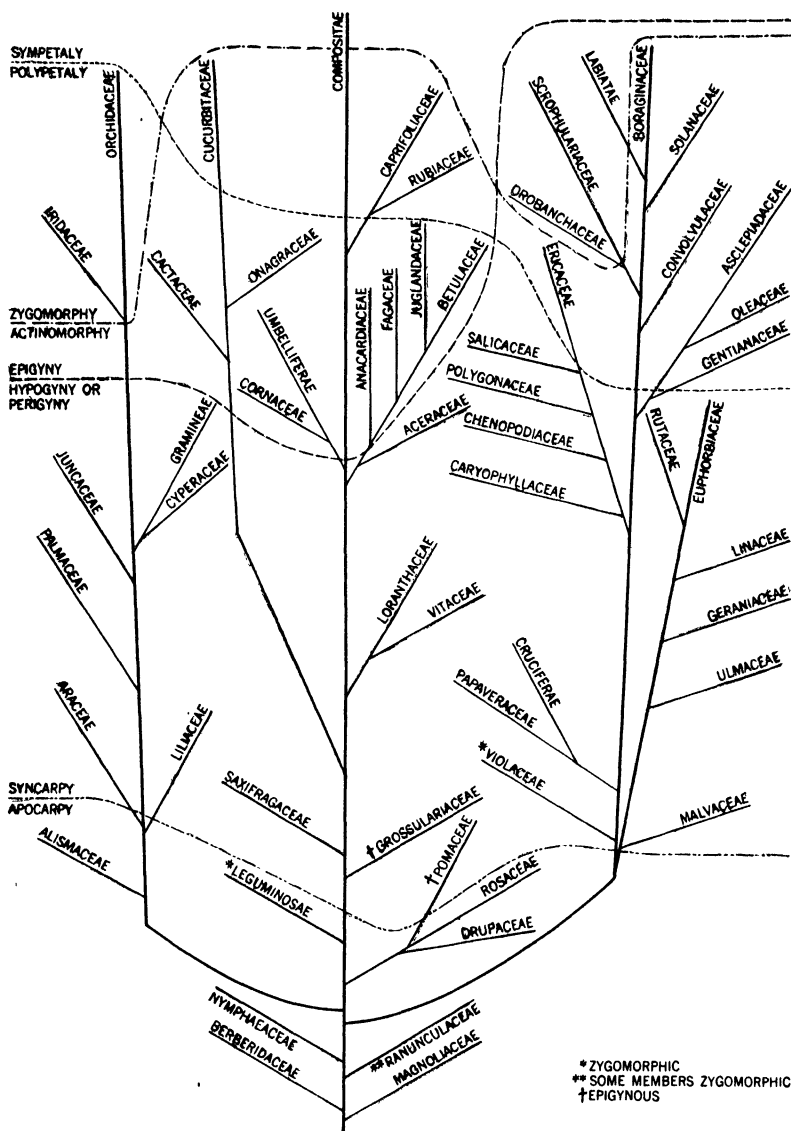 SYMPETALY
POLYPETALY
ORCHIDACEAE
CUCURBITACEAE
COMPOSITAE
CAPRIFOLIACEAE
RUBIACEAE
LABIATAE
SCROPHULARIACEAE
BORAGINACEAE
SOLANACEAE
DROBANCHACEAE
CONVOLVULACEAE
ASCLEPIADACEAE
IRIDACEAE
CACTACEAE
ONAGRACEAE
UMBELLIFERAE
ANACARDIACEAE
FAGACEAE
JUGLANDACEAE
BETULACEAE
ERICACEAE
OLEACEAE
GENTIANACEAE
ZYGOMORPHY
ACTINOMORPHY
SALICACEAE
POLYGONACEAE
EPIGYNY
HYPOGYNY OR
PERIGYNY
CORNACEAE
ACERACEAE
CHENOPODIACEAE
CARYOPHYLLACEAE
RUTACEAE
EUPHORBIACEAE
JUNCACEAE
GRAMINEAE
CYPERACEAE
PALMACEAE
LORANTHACEAE
VITACEAE
LINACEAE
GERANIACEAE
ULMACEAE
CRUCIFERAE
PAPAVERACEAE
*VIOLACEAE
ARACEAE
LILIACEAE
SYNCARPY
APOCARPY
SAXIFRAGACEAE
†GROSSULARIACEAE
MALVACEAE
ALISMACEAE
*LEGUMINOSAE
†POMACEAE
ROSACEAE
DRUPACEAE
NYMPHAEACEAE
BERBERIDACEAE
**RANUNCULACEAE
MAGNOLIACEAE
*ZYGOMORPHIC
**SOME MEMBERS ZYGOMORPHIC
†EPIGYNOUS